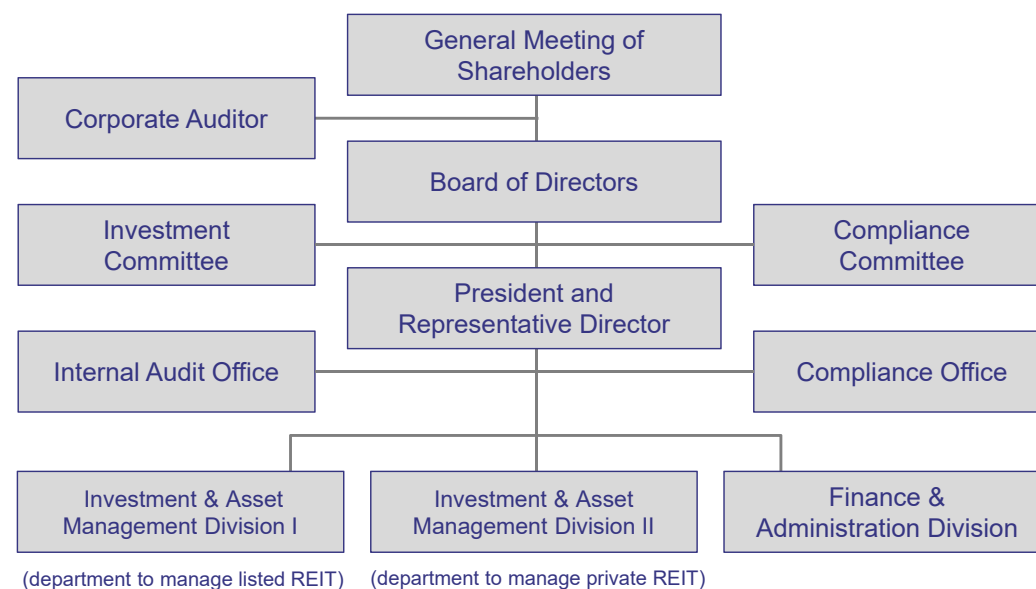 General Meeting of
Shareholders
Corporate Auditor
Board of Directors
Investment
Committee
Compliance
Committee
President and
Representative Director
Internal Audit Office
Compliance Office
Investment & Asset
Management Division I
Investment & Asset
Management Division II
Finance &
Administration Division
(department to manage listed REIT)
(department to manage private REIT)